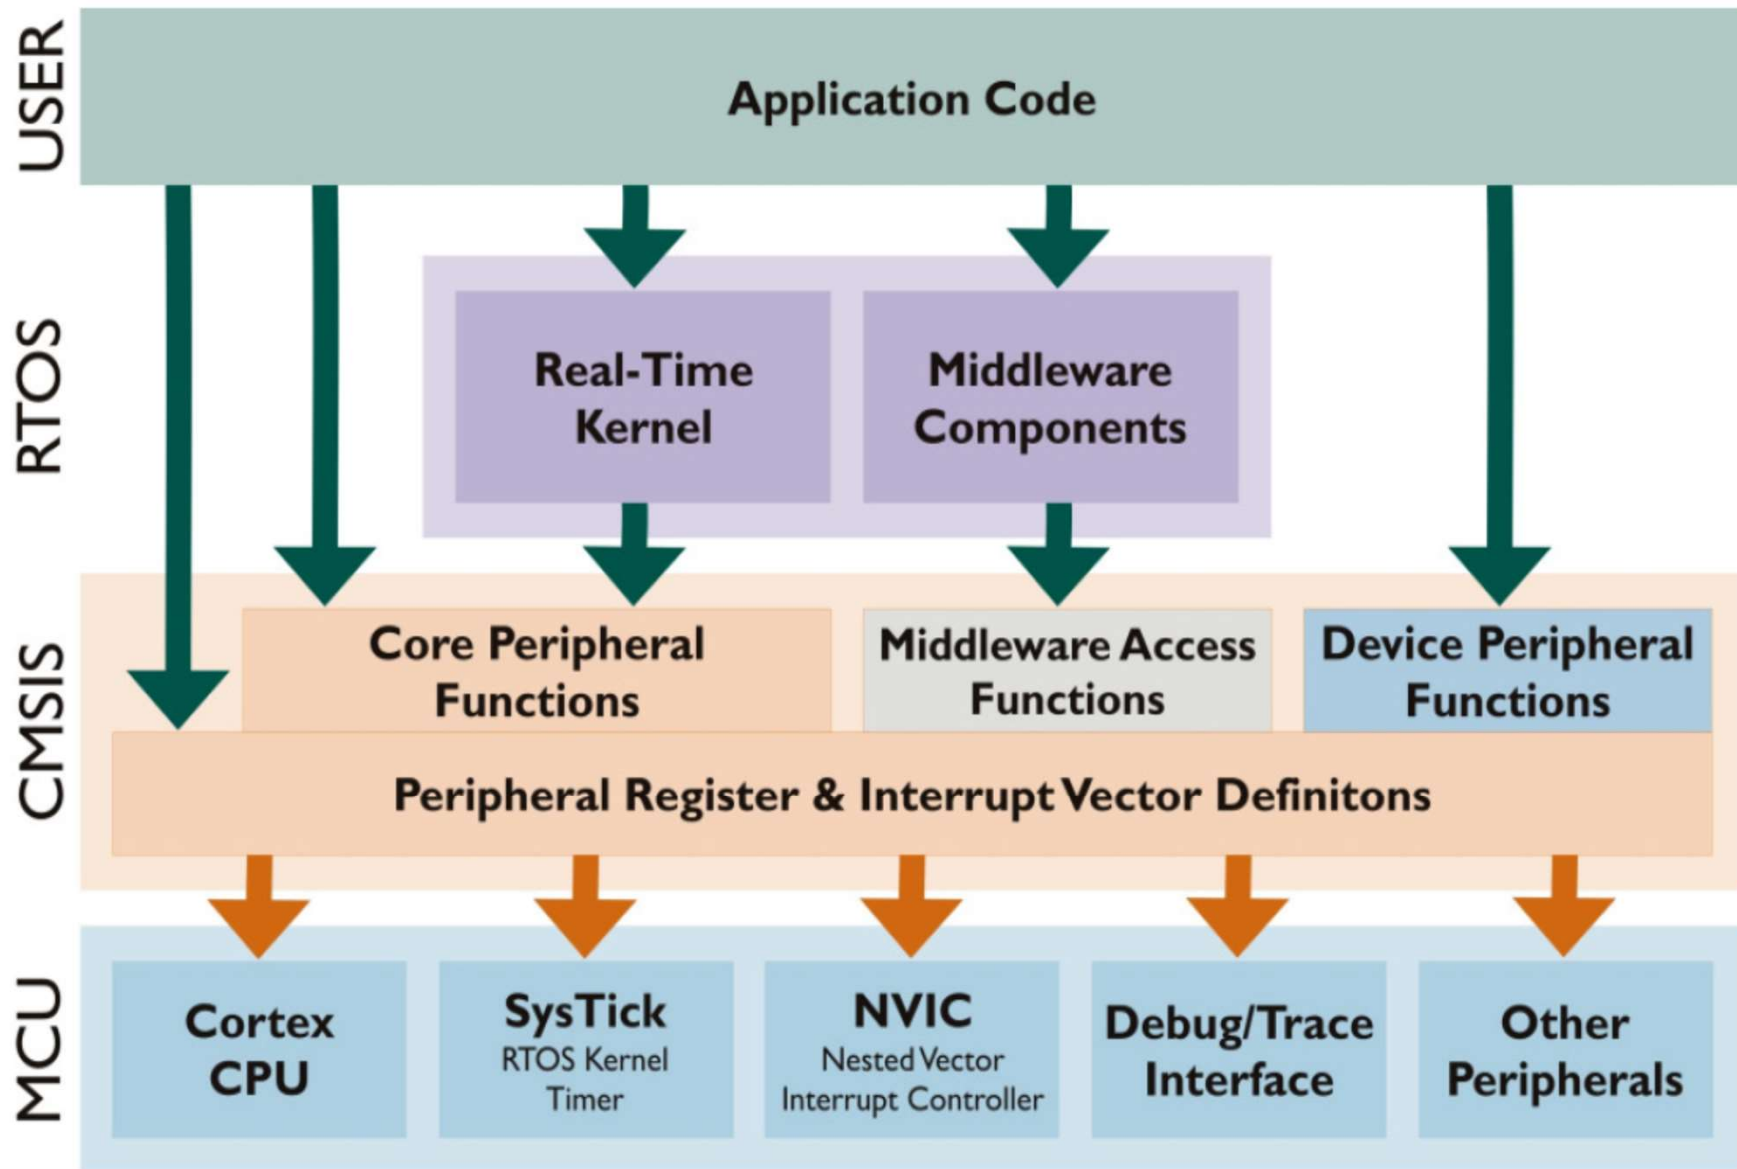 USER
Application Code
RTOS
Real-Time
Kernel
Middleware
Components
CMSIS
Core Peripheral
Functions
Middleware Access
Functions
Device Peripheral
Functions
Peripheral Register & Interrupt Vector Definitons
MCU
Cortex
CPU
SysTick
RTOS Kernel
Timer
NVIC
Nested Vector
Interrupt Controller
Debug/Trace
Interface
Other
Peripherals